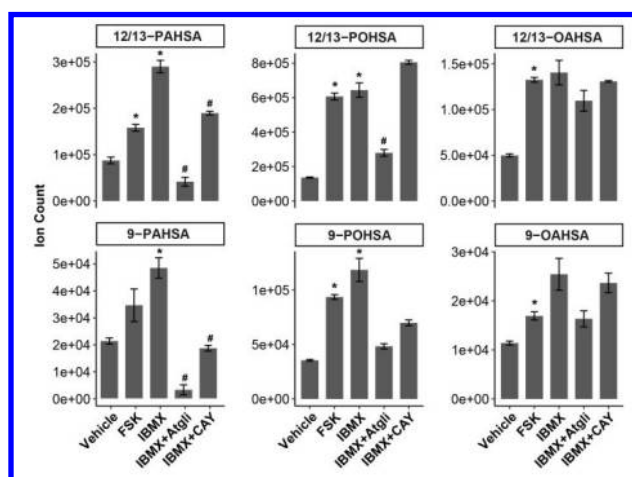 12/13−PAHSA
12/13−POHSA
12/13−OAHSA
3e+05
2e+05
1e+05
0e+00
*
*
#
#
8e+05
6e+05
4e+05
2e+05
0e+00
*
*
#
1.5e+05
1.0e+05
5.0e+04
0.0e+00
*
Ion Count
9−PAHSA
9−POHSA
9−OAHSA
5e+04
4e+04
3e+04
2e+04
1e+04
0e+00
*
#
#
1e+05
5e+04
0e+00
*
*
3e+04
2e+04
1e+04
0e+00
*
Vehicle
FSK
IBMX
IBMX+Atgli
IBMX+CAY
Vehicle
FSK
IBMX
IBMX+Atgli
IBMX+CAY
Vehicle
FSK
IBMX
IBMX+Atgli
IBMX+CAY